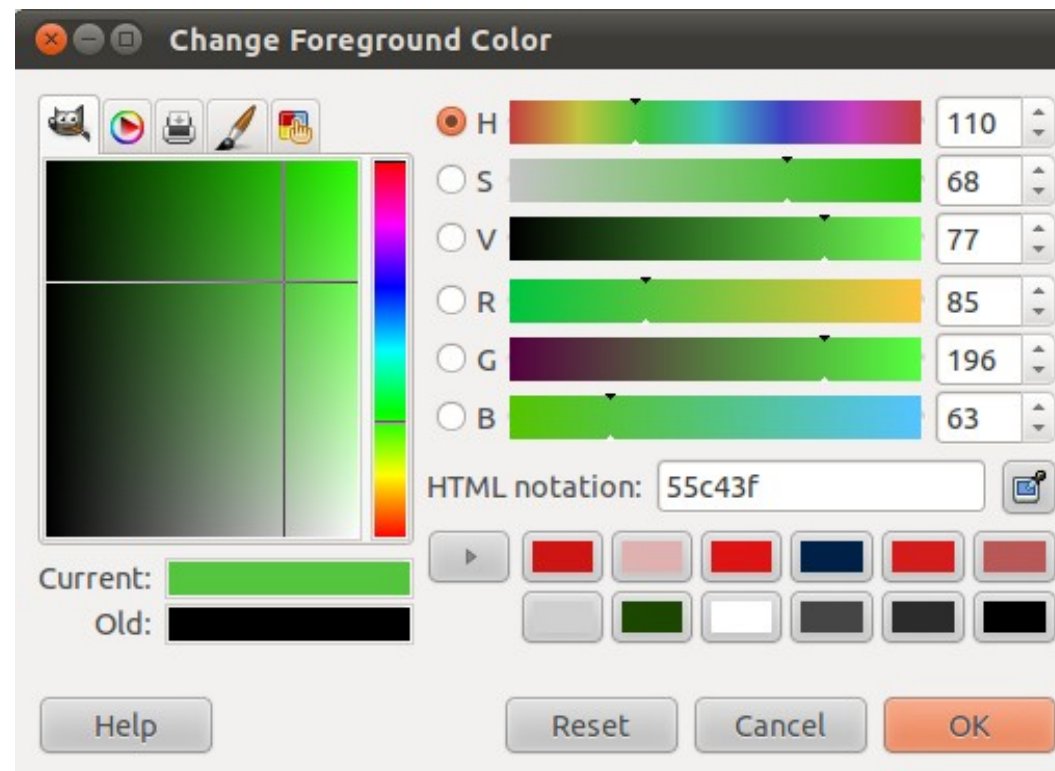 Change Foreground Color
H 110
S 68
V 77
R 85
G 196
B 63
HTML notation: 55c43f
Current:
Old:
Help Reset Cancel OK